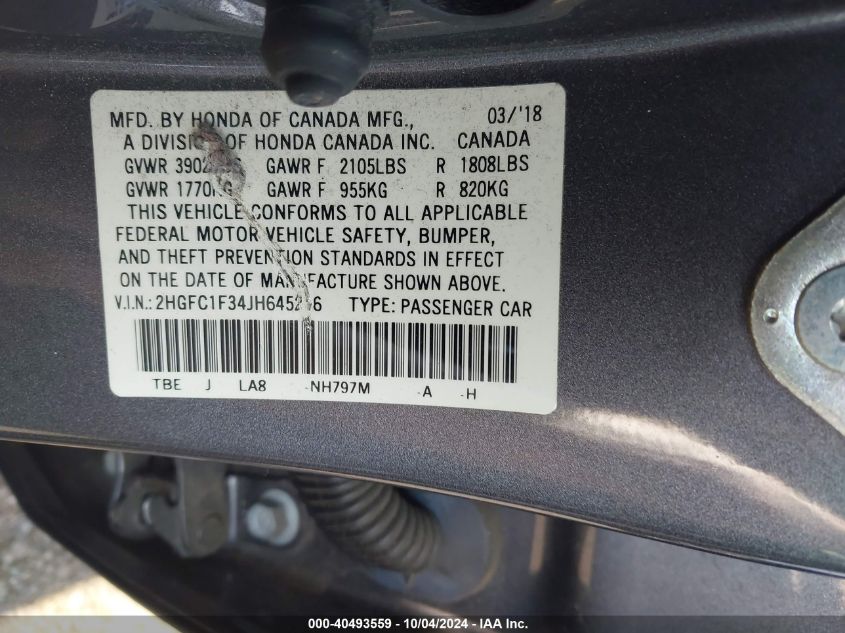 MFD. BY HONDA OF CANADA MFG., 03/'18
A DIVISION OF HONDA CANADA INC. CANADA
GVWR GAWR F 2105LBS R 1808LBS
GVWR 1770KG GAWR F 955KG R 820KG
THIS VEHICLE CONFORMS TO ALL APPLICABLE
FEDERAL MOTOR VEHICLE SAFETY, BUMPER,
AND THEFT PREVENTION STANDARDS IN EFFECT
ON THE DATE OF MANUFACTURE SHOWN ABOVE.
V.I.N.: TYPE: PASSENGER CAR
TBE J LA8 NH797M A H
000-40493559 - 10/04/2024 - IAA Inc.